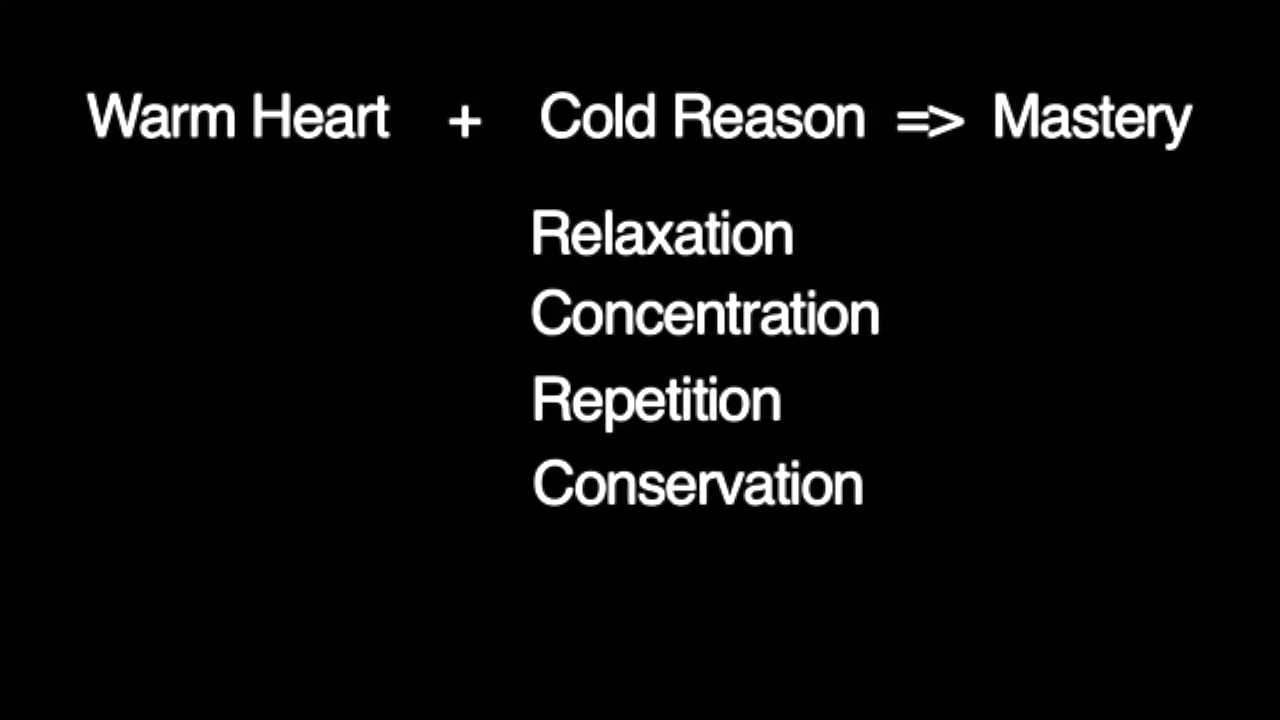 Warm Heart + Cold Reason => Mastery
Relaxation
Concentration
Repetition
Conservation